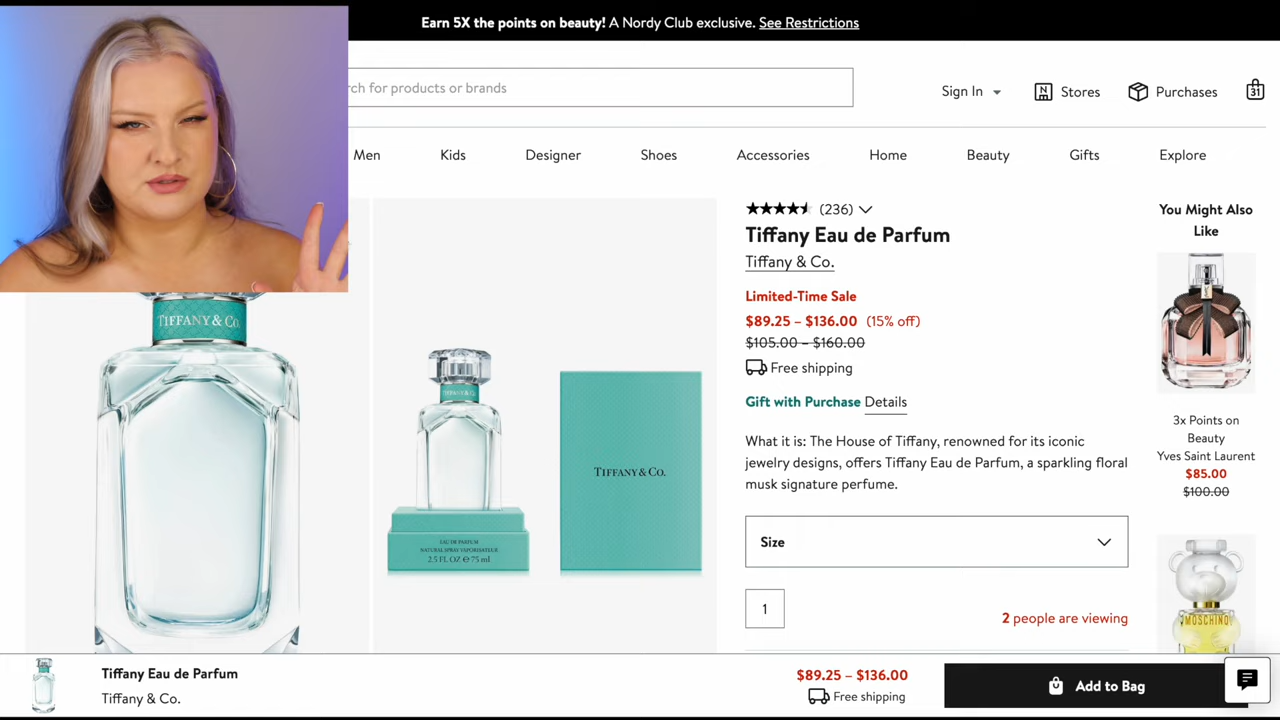 Earn 5X the points on beauty! A Nordy Club exclusive. See Restrictions
rch for products or brands
Sign In
Stores
Purchases
31
Men
Kids
Designer
Shoes
Accessories
Home
Beauty
Gifts
Explore
TIFFANY & CO.
TIFFANY & CO.
EAU DE PARFUM
NATURAL SPRAY VAPORISATEUR
2.5 FL. OZ ℮ 75 ml
TIFFANY & CO.
(236)
Tiffany Eau de Parfum
Tiffany & Co.
Limited-Time Sale
$89.25 – $136.00 (15% off)
$105.00 – $160.00
Free shipping
Gift with Purchase Details
What it is: The House of Tiffany, renowned for its iconic
jewelry designs, offers Tiffany Eau de Parfum, a sparkling floral
musk signature perfume.
Size
1
2 people are viewing
You Might Also
Like
3x Points on
Beauty
Yves Saint Laurent
$85.00
$100.00
MOSCHINO
Tiffany Eau de Parfum
Tiffany & Co.
$89.25 – $136.00
Free shipping
Add to Bag